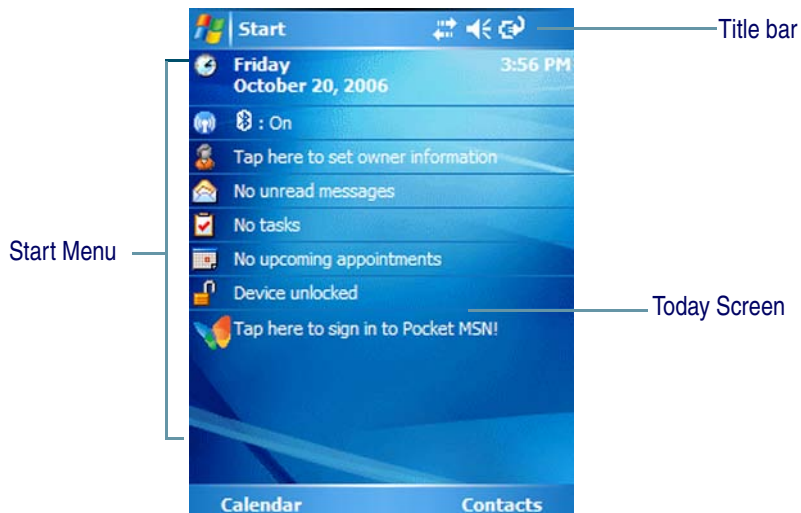 Start
Title bar
Friday 3:56 PM
October 20, 2006
: On
Tap here to set owner information
No unread messages
No tasks
Start Menu
No upcoming appointments
Device unlocked
Today Screen
Tap here to sign in to Pocket MSN!
Calendar Contacts